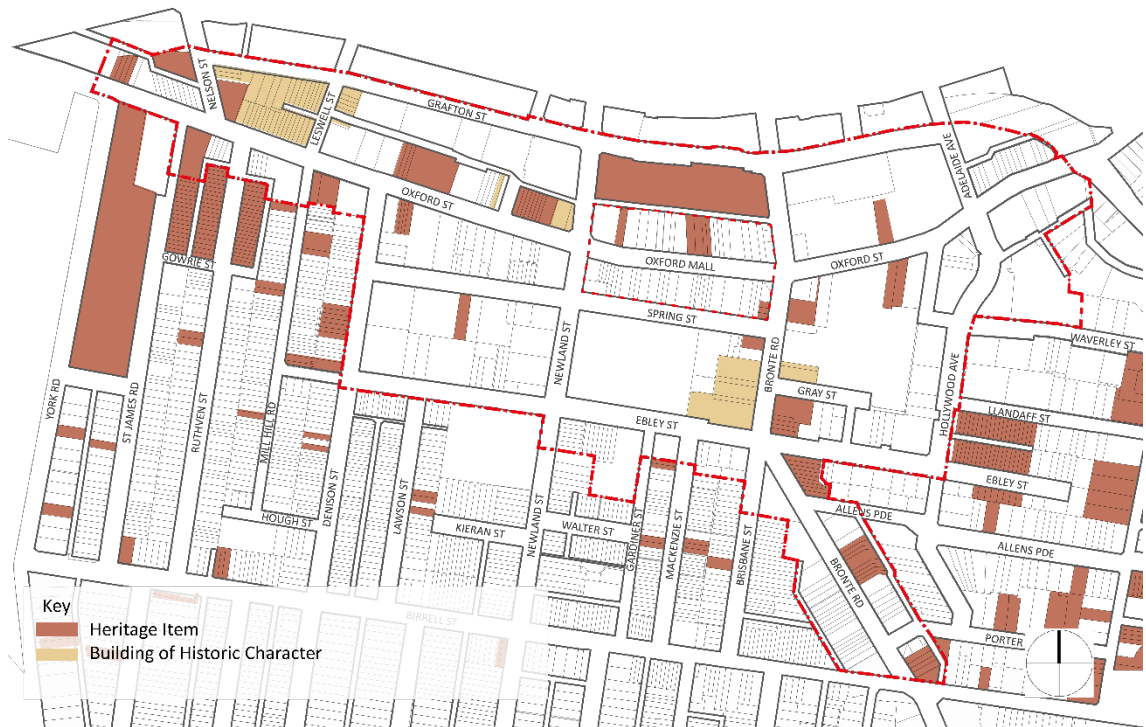 NELSON ST
LESWELL ST
GRAFTON ST
ADELAIDE AVE
OXFORD ST
OXFORD MALL
OXFORD ST
GOWRIE ST
SPRING ST
WAVERLEY ST
NEWLAND ST
BRONTE RD
HOLLYWOOD AVE
GRAY ST
LLANDAFF ST
YORK RD
ST JAMES RD
RUTHVEN ST
MILL HILL RD
EBLEY ST
EBLEY ST
DENISON ST
LAWSON ST
ALLENS PDE
HOUGH ST
KIERAN ST
NEWLAND ST
WALTER ST
GARDINER ST
MACKENZIE ST
BRISBANE ST
BRONTE RD
ALLENS PDE
PORTER
BIRRELL ST
Key
Heritage Item
Building of Historic Character